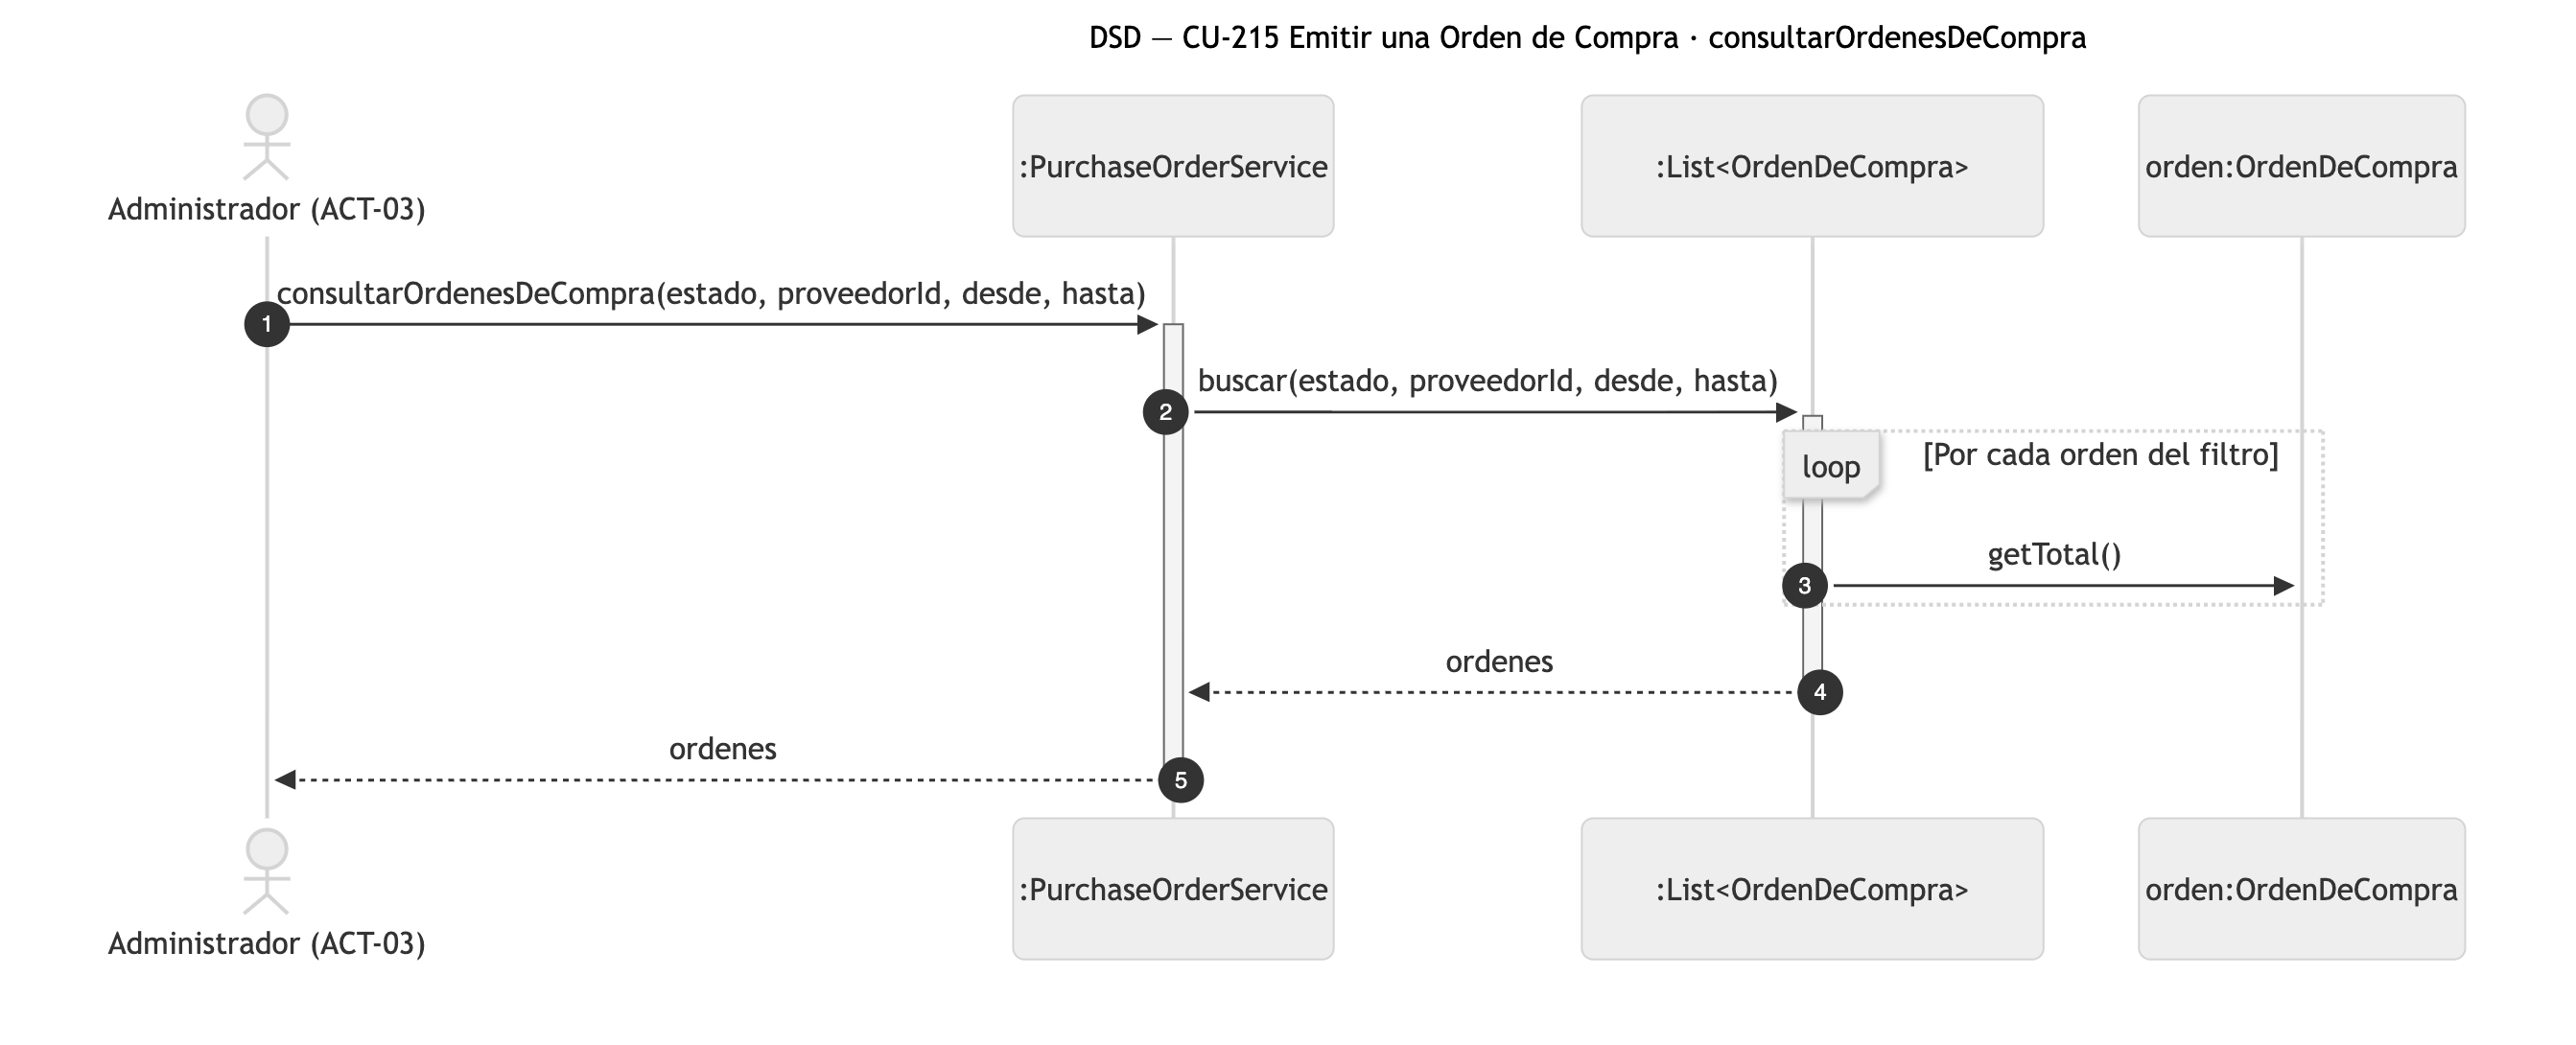 DSD — CU-215 Emitir una Orden de Compra · consultarOrdenesDeCompra
Administrador (ACT-03)
:PurchaseOrderService
:List<OrdenDeCompra>
orden:OrdenDeCompra
consultarOrdenesDeCompra(estado, proveedorId, desde, hasta)
1
buscar(estado, proveedorId, desde, hasta)
2
loop
[Por cada orden del filtro]
getTotal()
3
ordenes
4
ordenes
5
Administrador (ACT-03)
:PurchaseOrderService
:List<OrdenDeCompra>
orden:OrdenDeCompra